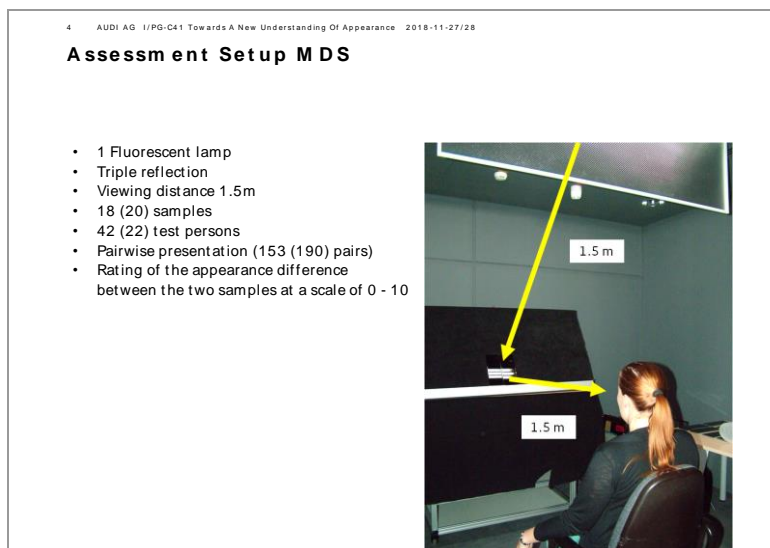 4 AUDI AG I/PG-C41 Towards A New Understanding Of Appearance 2018-11-27/28
Assessment Setup MDS
• 1 Fluorescent lamp
• Triple reflection
• Viewing distance 1.5m
• 18 (20) samples
• 42 (22) test persons
• Pairwise presentation (153 (190) pairs)
• Rating of the appearance difference
between the two samples at a scale of 0 - 10
1.5 m
1.5 m